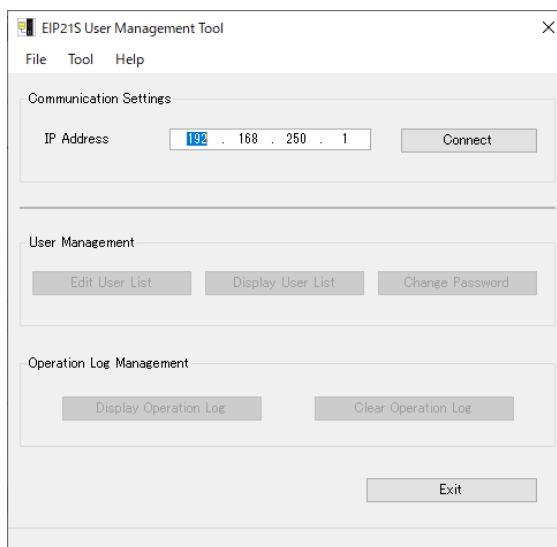 EIP21S User Management Tool
File Tool Help
Communication Settings
IP Address 192 . 168 . 250 . 1 Connect
User Management
Edit User List Display User List Change Password
Operation Log Management
Display Operation Log Clear Operation Log
Exit